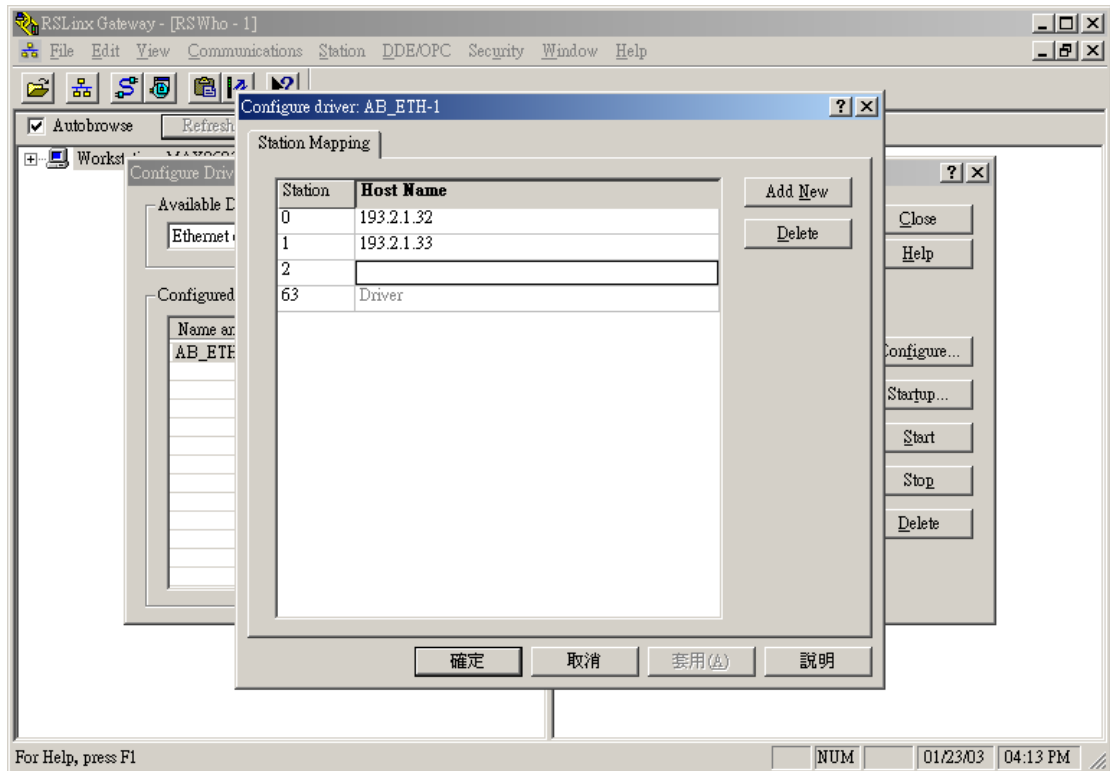 RSLinx Gateway - [RSWho - 1]
File Edit View Communications Station DDE/OPC Security Window Help
Autobrowse Refresh
Configure driver: AB_ETH-1
Station Mapping
Station Host Name
0 193.2.1.32
1 193.2.1.33
2
63 Driver
Add New
Delete
確定 取消 套用(A) 說明
Configure Driv
Available D
Ethernet
Configured
Name an
AB_ETH
Close
Help
Configure...
Startup...
Start
Stop
Delete
For Help, press F1 NUM 01/23/03 04:13 PM